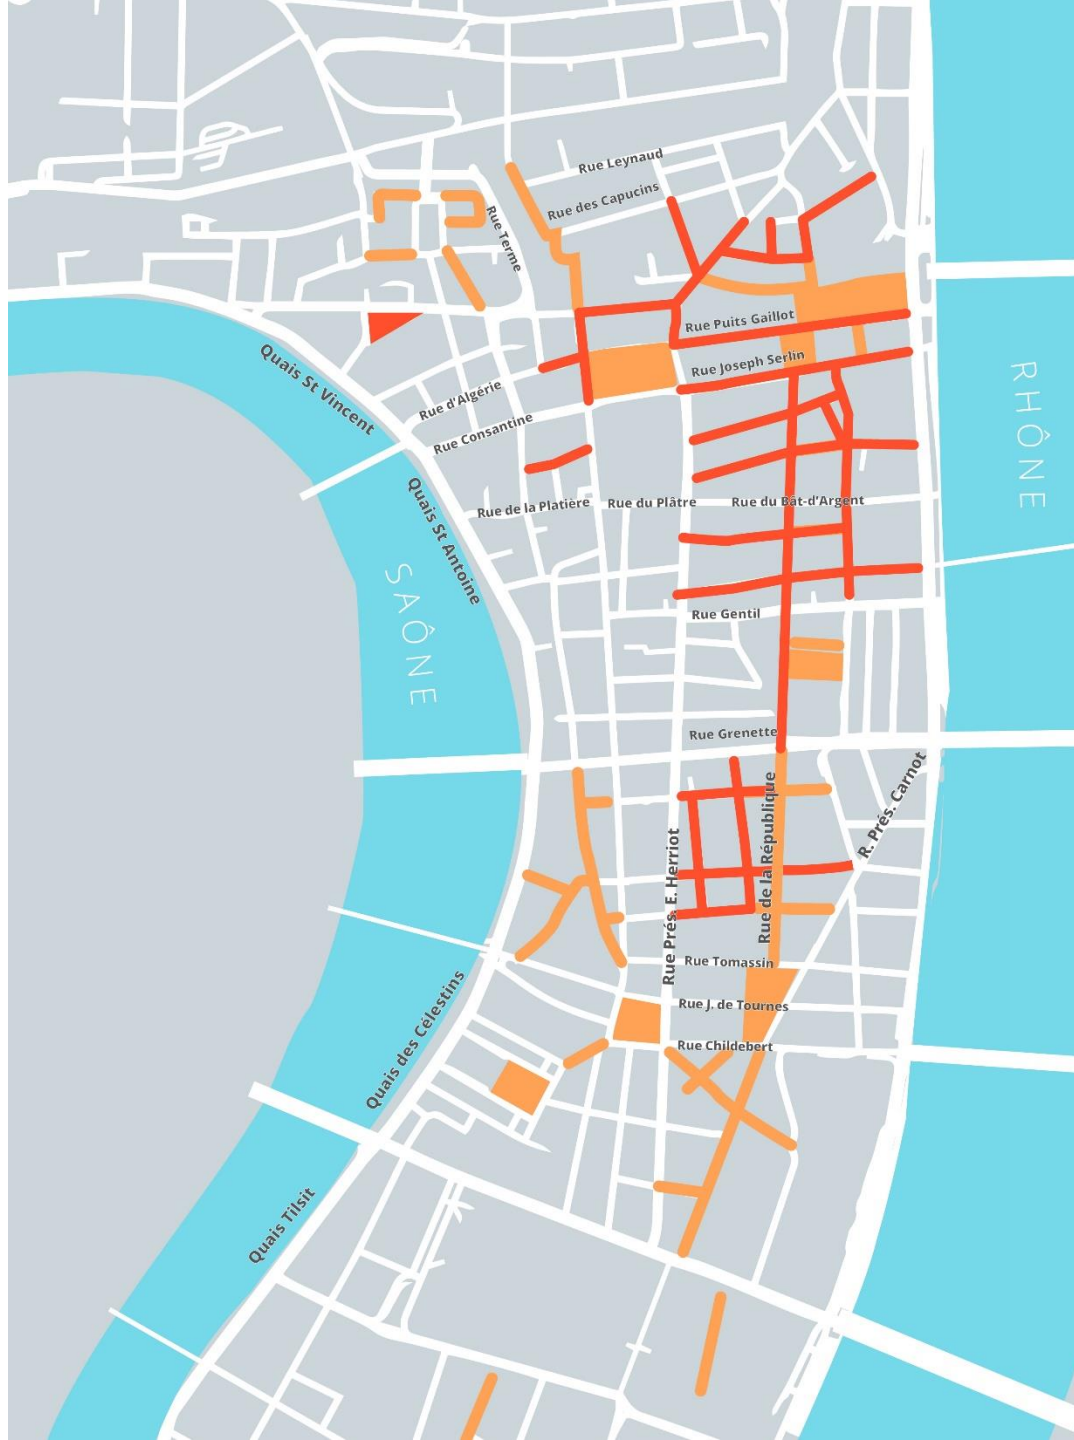 Rue Leynaud
Rue des Capucins
Rue Terme
Rue Puits Gaillot
Rue Joseph Serlin
Quais St Vincent
Rue d'Algérie
Rue Consantine
RHÔNE
Quais St Antoine
Rue de la Platière
Rue du Plâtre
Rue du Bât-d'Argent
SAÔNE
Rue Gentil
Rue Grenette
R. Prés. Carnot
Rue de la République
Rue Prés. E. Herriot
Rue Tomassin
Quais des Célestins
Rue J. de Tournes
Rue Childebert
Quais Tilsit